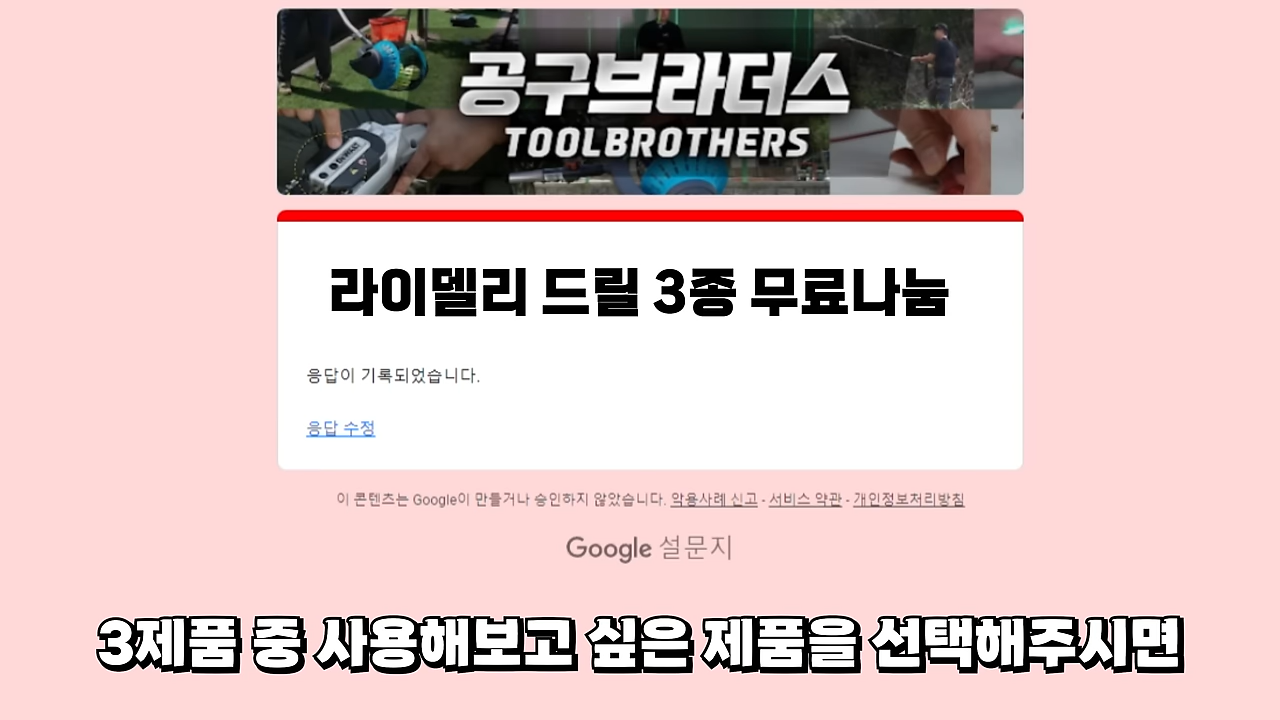 공구브라더스
TOOLBROTHERS
라이델리 드릴 3종 무료나눔
응답이 기록되었습니다.
응답 수정
이 콘텐츠는 Google이 만들거나 승인하지 않았습니다. 악용사례 신고 - 서비스 약관 - 개인정보처리방침
Google 설문지
3제품 중 사용해보고 싶은 제품을 선택해주시면